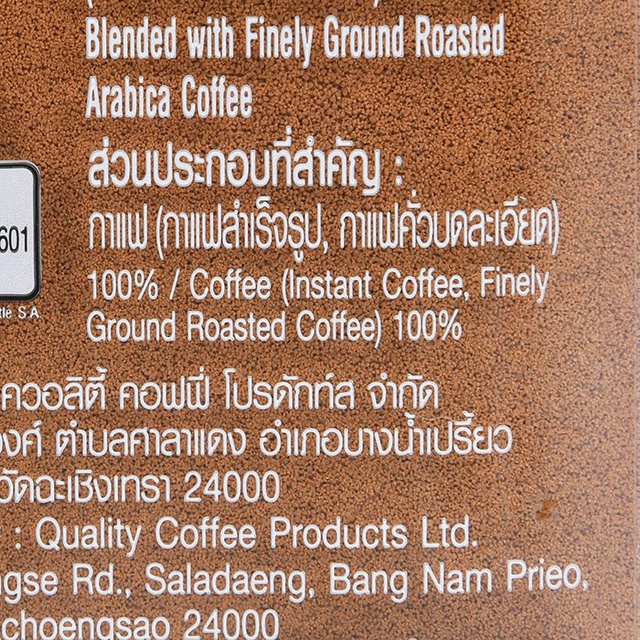 Blended with Finely Ground Roasted
Arabica Coffee
ส่วนประกอบที่สำคัญ :
กาแฟ (กาแฟสำเร็จรูป, กาแฟคั่วบดละเอียด)
100% / Coffee (Instant Coffee, Finely
Ground Roasted Coffee) 100%
601
S.A.
ควอลิตี้ คอฟฟี่ โปรดักท์ส จำกัด
ตำบลศาลาแดง อำเภอบางน้ำเปรี้ยว
24000
: Quality Coffee Products Ltd.
Rd., Saladaeng, Bang Nam Prieo,
24000